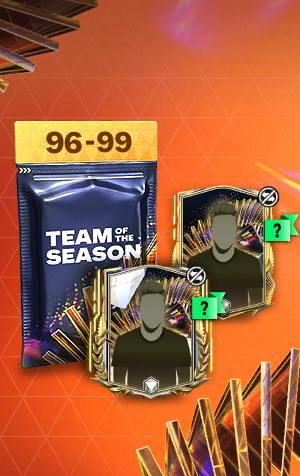 96-99
TEAM OF THE
SEASON
?
?